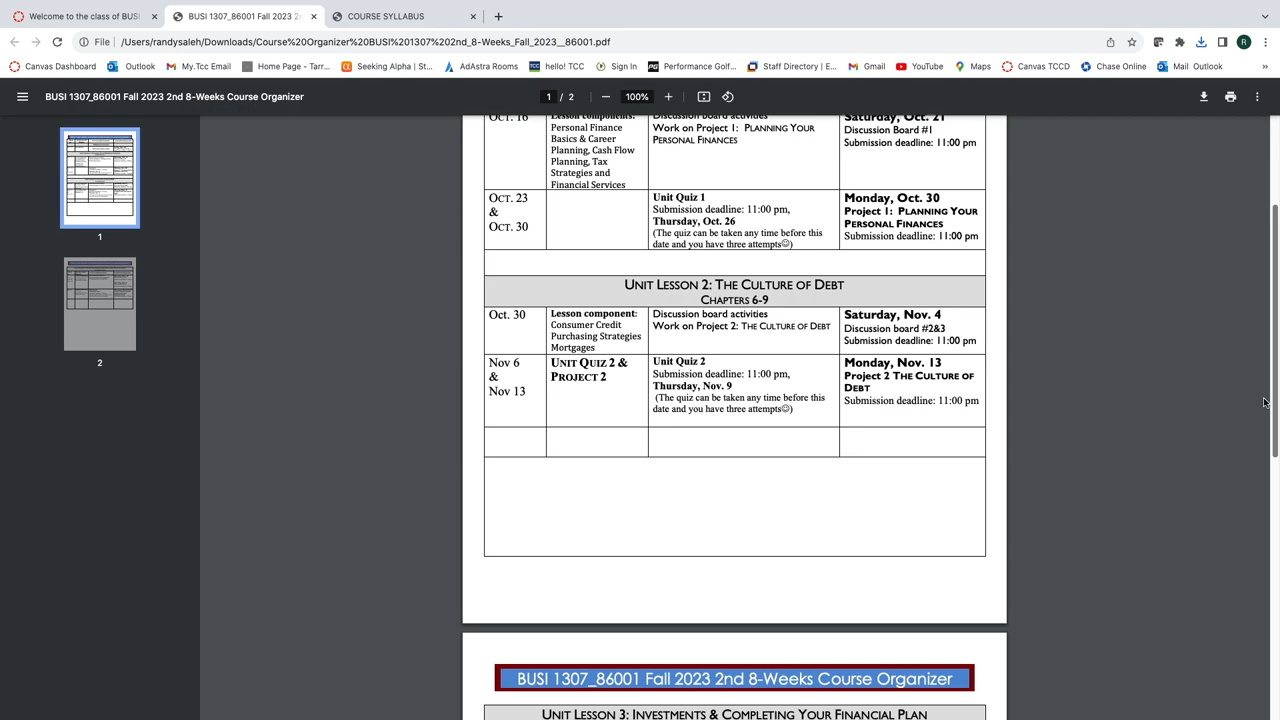 Welcome to the class of BUSI
BUSI 1307_86001 Fall 2023 2n
COURSE SYLLABUS
File
/Users/randysaleh/Downloads/Course%20Organizer%20BUSI%201307%202nd_8-Weeks_Fall_2023__86001.pdf
R
Canvas Dashboard
Outlook
My.Tcc Email
Home Page - Tarr...
Seeking Alpha | St...
AdAstra Rooms
hello! TCC
Sign In
Performance Golf...
Staff Directory | E...
Gmail
YouTube
Maps
Canvas TCCD
Chase Online
Mail Outlook
BUSI 1307_86001 Fall 2023 2nd 8-Weeks Course Organizer
1 / 2
100%
1
2
OCT. 16
Lesson components:
Personal Finance
Basics & Career
Planning, Cash Flow
Planning, Tax
Strategies and
Financial Services
Discussion board activities
Work on Project 1: PLANNING YOUR
PERSONAL FINANCES
Saturday, Oct. 21
Discussion Board #1
Submission deadline: 11:00 pm
OCT. 23
&
OCT. 30
Unit Quiz 1
Submission deadline: 11:00 pm,
Thursday, Oct. 26
(The quiz can be taken any time before this
date and you have three attempts☺)
Monday, Oct. 30
Project 1: PLANNING YOUR
PERSONAL FINANCES
Submission deadline: 11:00 pm
UNIT LESSON 2: THE CULTURE OF DEBT
CHAPTERS 6-9
Oct. 30
Lesson component:
Consumer Credit
Purchasing Strategies
Mortgages
Discussion board activities
Work on Project 2: THE CULTURE OF DEBT
Saturday, Nov. 4
Discussion board #2&3
Submission deadline: 11:00 pm
Nov 6
&
Nov 13
UNIT QUIZ 2 &
PROJECT 2
Unit Quiz 2
Submission deadline: 11:00 pm,
Thursday, Nov. 9
(The quiz can be taken any time before this
date and you have three attempts☺)
Monday, Nov. 13
Project 2 THE CULTURE OF
DEBT
Submission deadline: 11:00 pm
BUSI 1307_86001 Fall 2023 2nd 8-Weeks Course Organizer
UNIT LESSON 3: INVESTMENTS & COMPLETING YOUR FINANCIAL PLAN